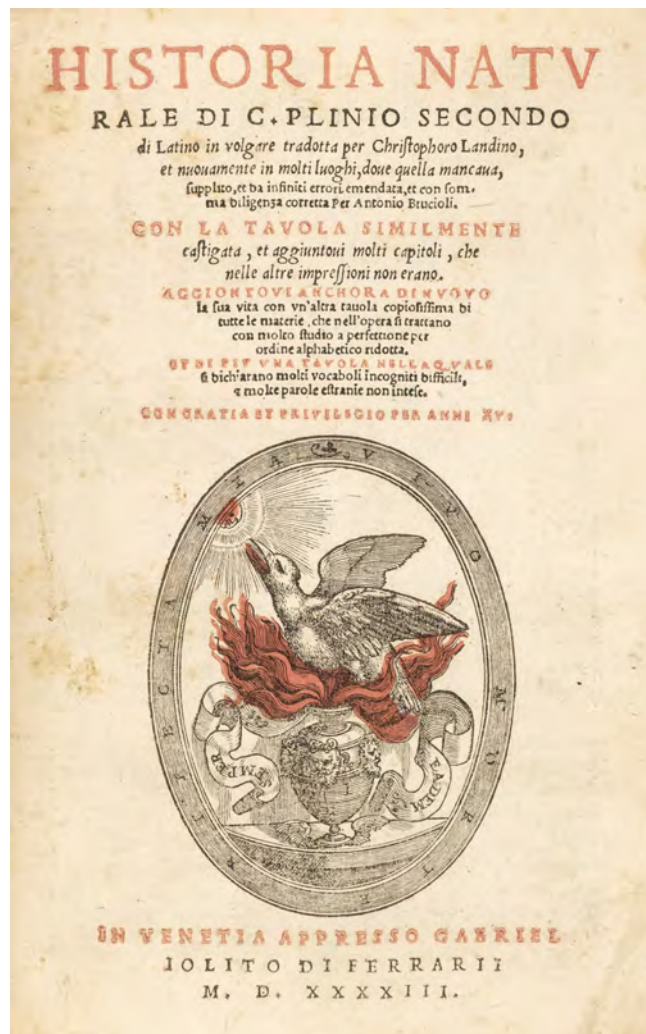 HISTORIA NATV
RALE DI C. PLINIO SECONDO
di Latino in volgare tradotta per Chriſtophoro Landino,
et nuouamente in molti luoghi, doue quella mancaua,
ſupplito, et da infiniti errori emendata, et con ſom-
ma diligenza corretta Per Antonio Brucioli.
CON LA TAVOLA SIMILMENTE
caſtigata, et aggiuntoui molti capitoli, che
nelle altre impreſſioni non erano.
AGGIONTOVI ANCHORA DI NVOVO
la ſua vita con vn'altra tauola copioſiſſima di
tutte le materie, che nell'opera ſi trattano
con molto ſtudio a perfettione per
ordine alphabetico ridotta.
ET DI PIV VNA TAVOLA NELLA QVALE
ſi dich'arano molti vocaboli Incogniti difficili,
e molte parole eſtranie non inteſe.
CON GRATIA ET PRIVILEGIO PER ANNI XV.
VIVO MORTE REFECTA MEA
SEMPER
EADEM
IN VENETIA APPRESSO GABRIEL
IOLITO DI FERRARII
M. D. XXXXIII.